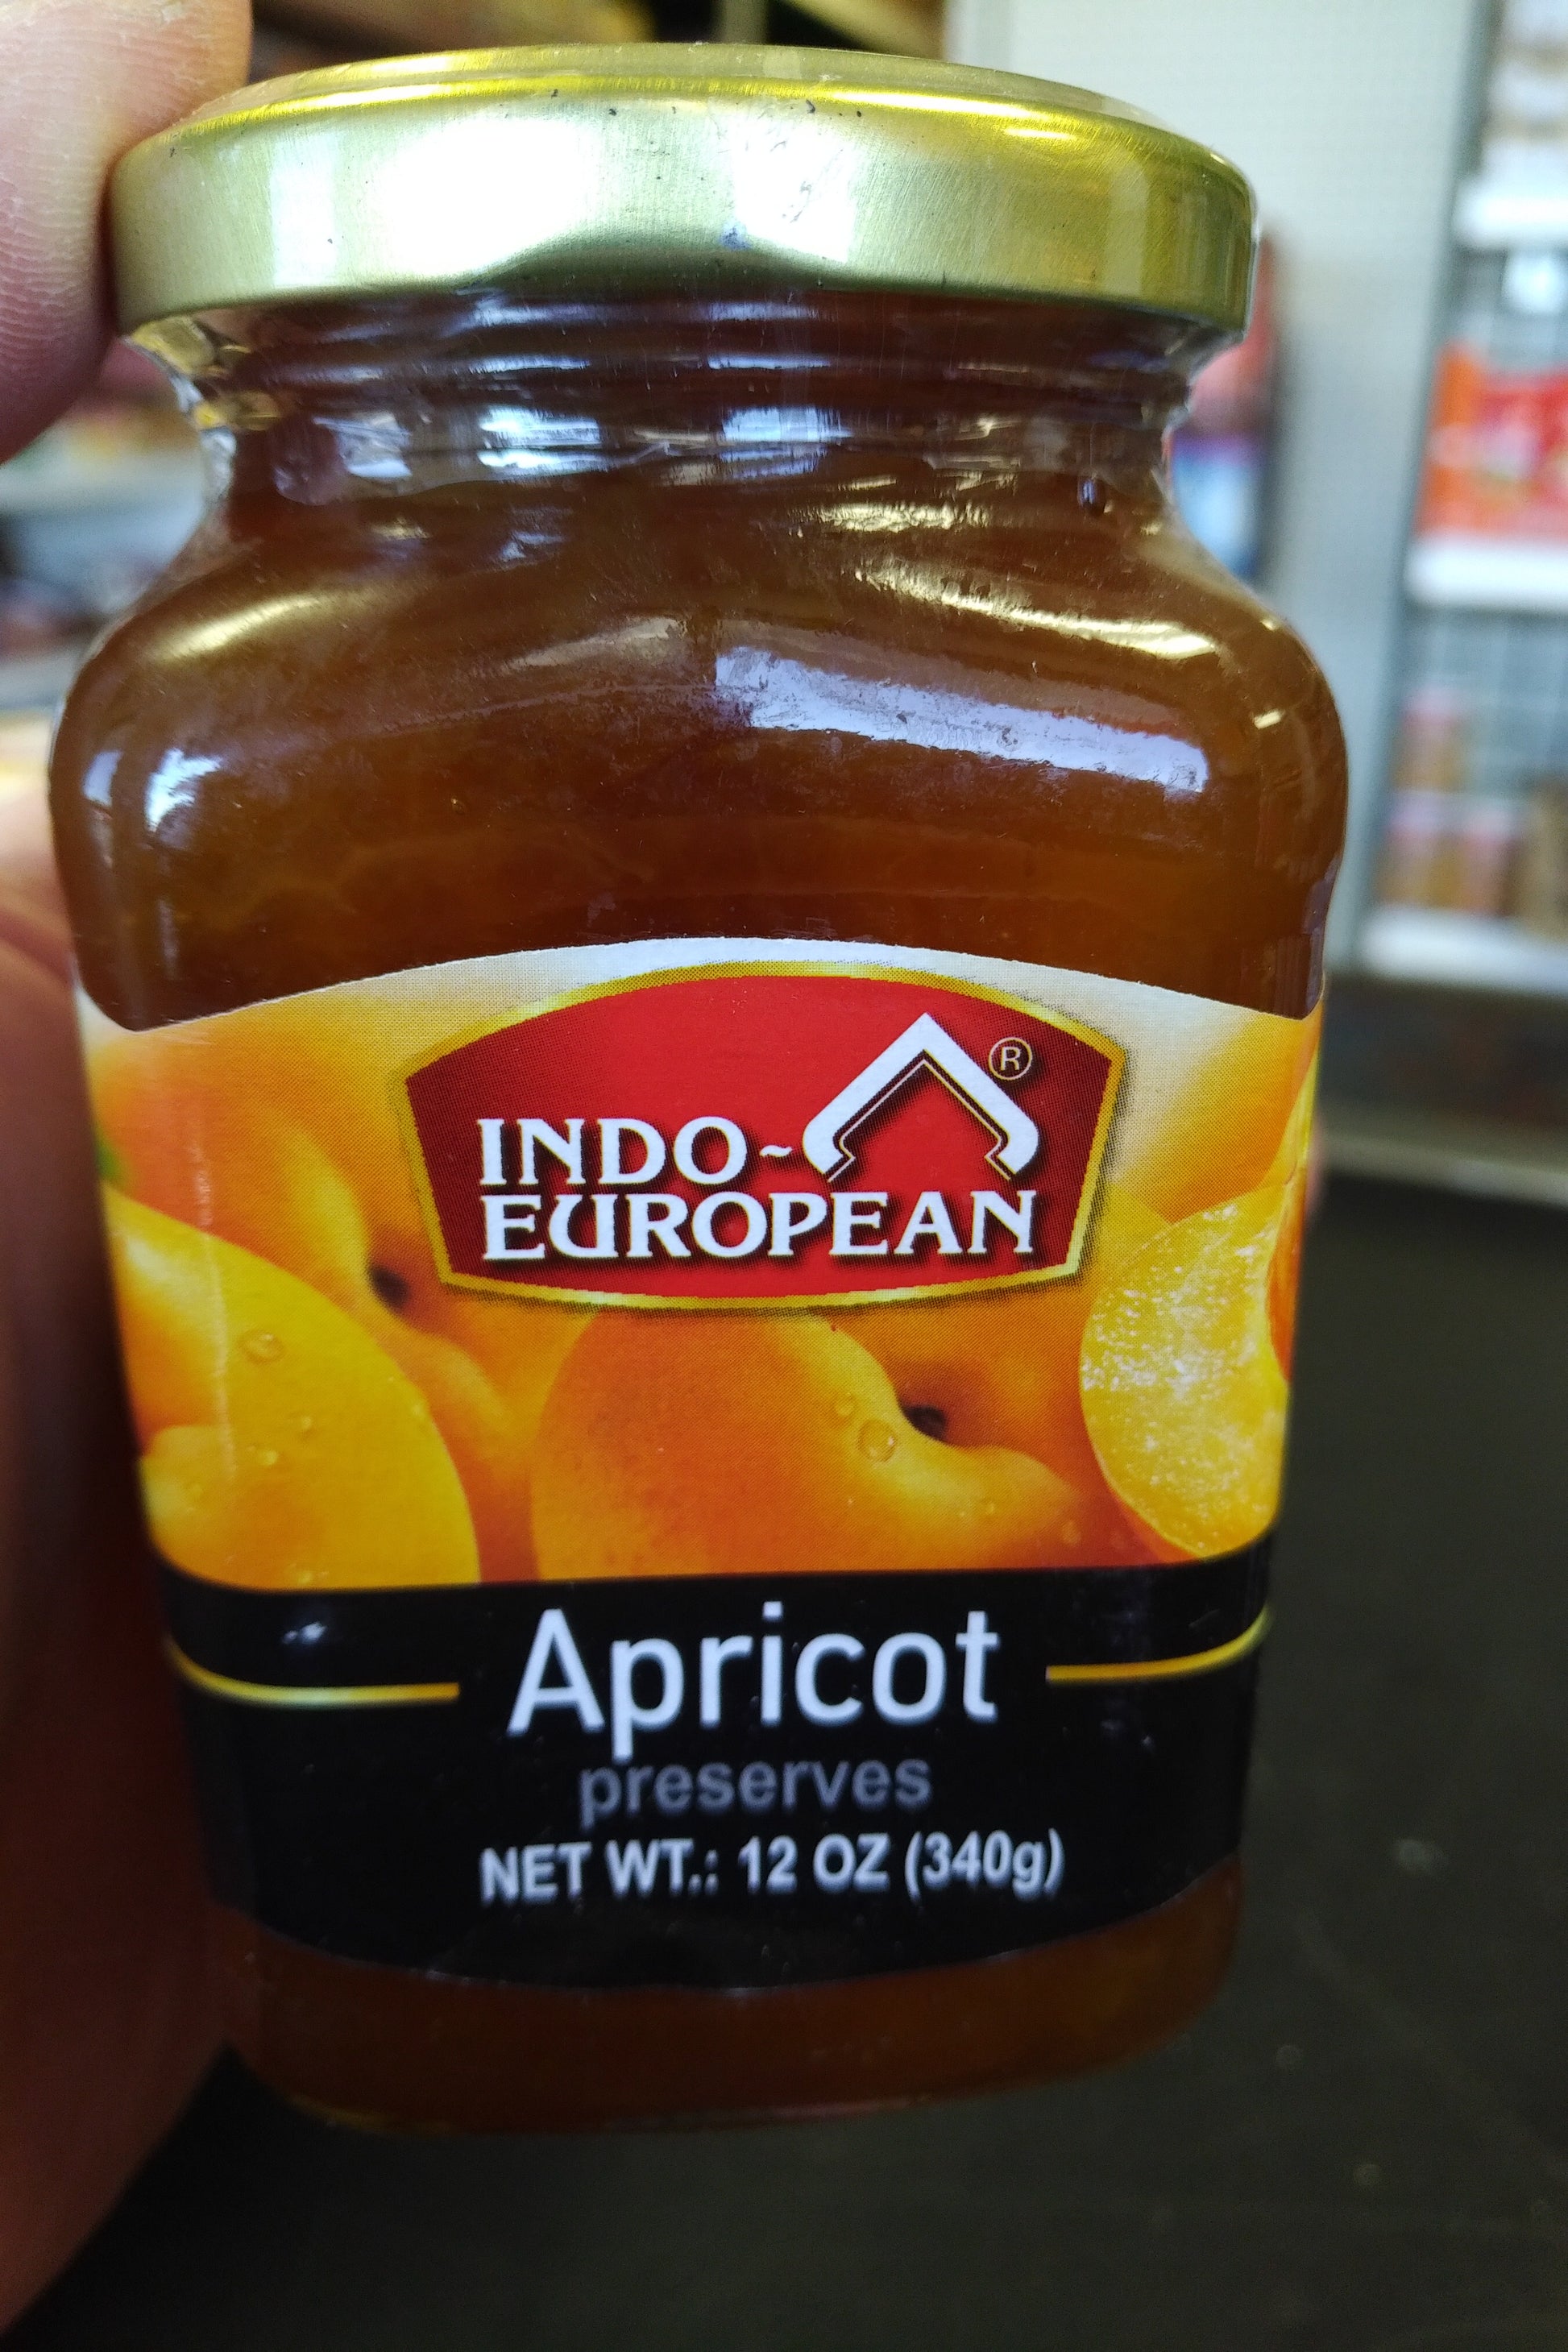 INDO~
EUROPEAN
®
Apricot
preserves
NET WT.: 12 OZ (340g)